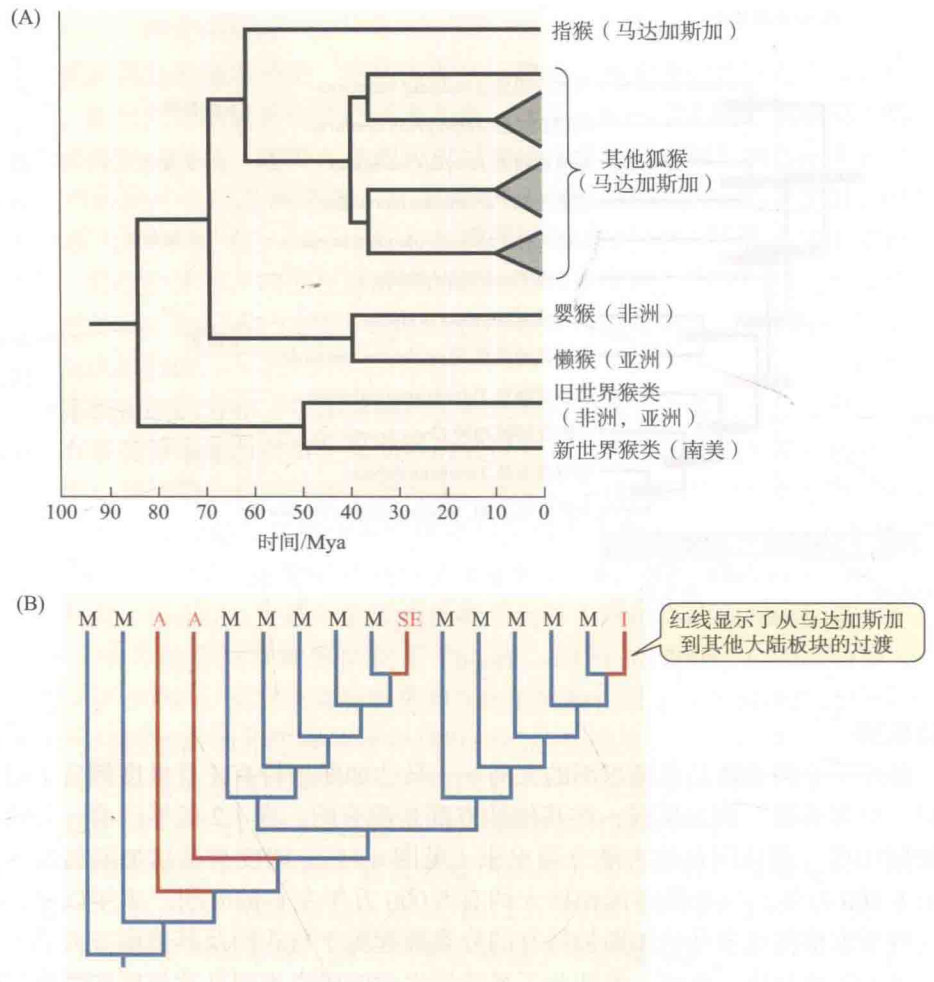 (A)
指猴（马达加斯加）
其他狐猴
（马达加斯加）
婴猴（非洲）
懒猴（亚洲）
旧世界猴类
（非洲，亚洲）
新世界猴类（南美）
100 90 80 70 60 50 40 30 20 10 0
时间/Mya
(B)
M M A A M M M M M SE M M M M M I
红线显示了从马达加斯加
到其他大陆板块的过渡